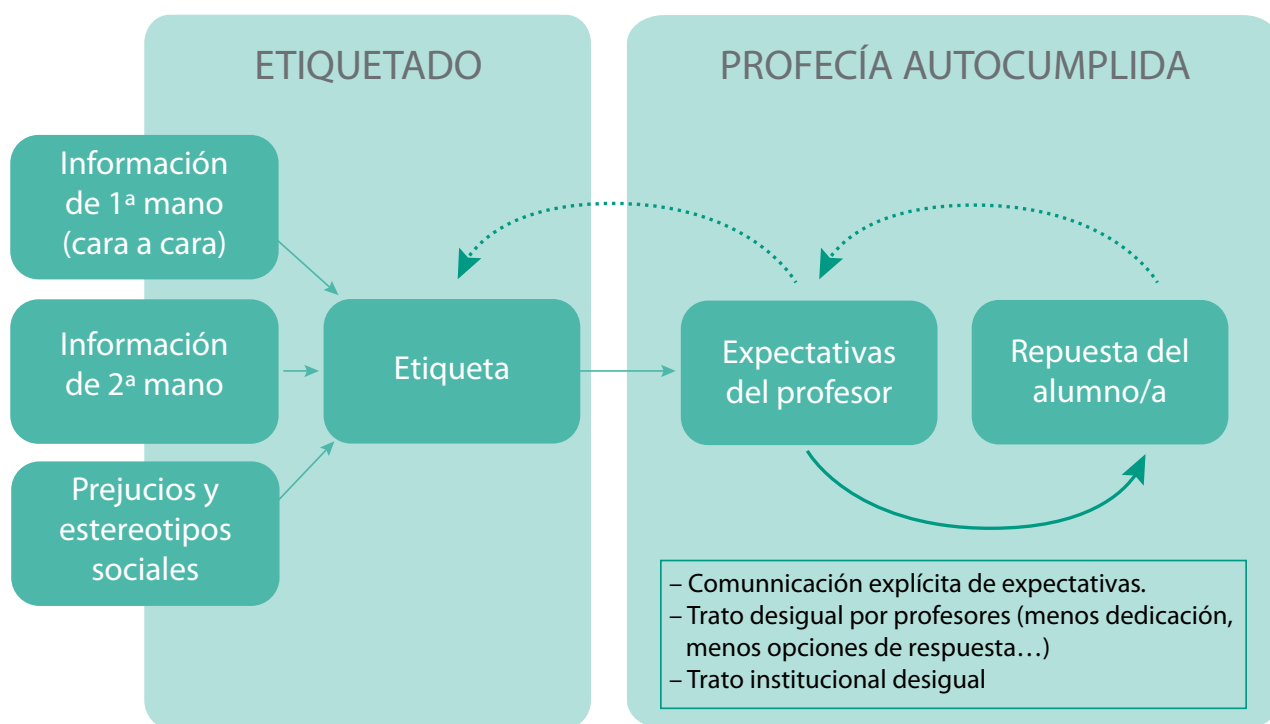 ETIQUETADO
PROFECÍA AUTOCUMPLIDA
Información
de 1ª mano
(cara a cara)
Información
de 2ª mano
Prejucios y
estereotipos
sociales
Etiqueta
Expectativas
del profesor
Repuesta del
alumno/a
– Comunnicación explícita de expectativas.
– Trato desigual por profesores (menos dedicación,
menos opciones de respuesta…)
– Trato institucional desigual